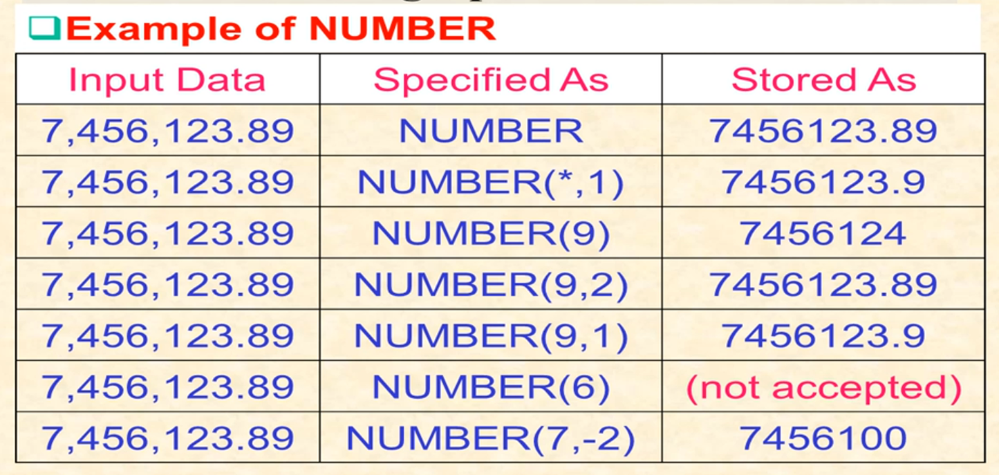 Example of NUMBER
Input Data Specified As Stored As
7,456,123.89 NUMBER 7456123.89
7,456,123.89 NUMBER(*,1) 7456123.9
7,456,123.89 NUMBER(9) 7456124
7,456,123.89 NUMBER(9,2) 7456123.89
7,456,123.89 NUMBER(9,1) 7456123.9
7,456,123.89 NUMBER(6) (not accepted)
7,456,123.89 NUMBER(7,-2) 7456100